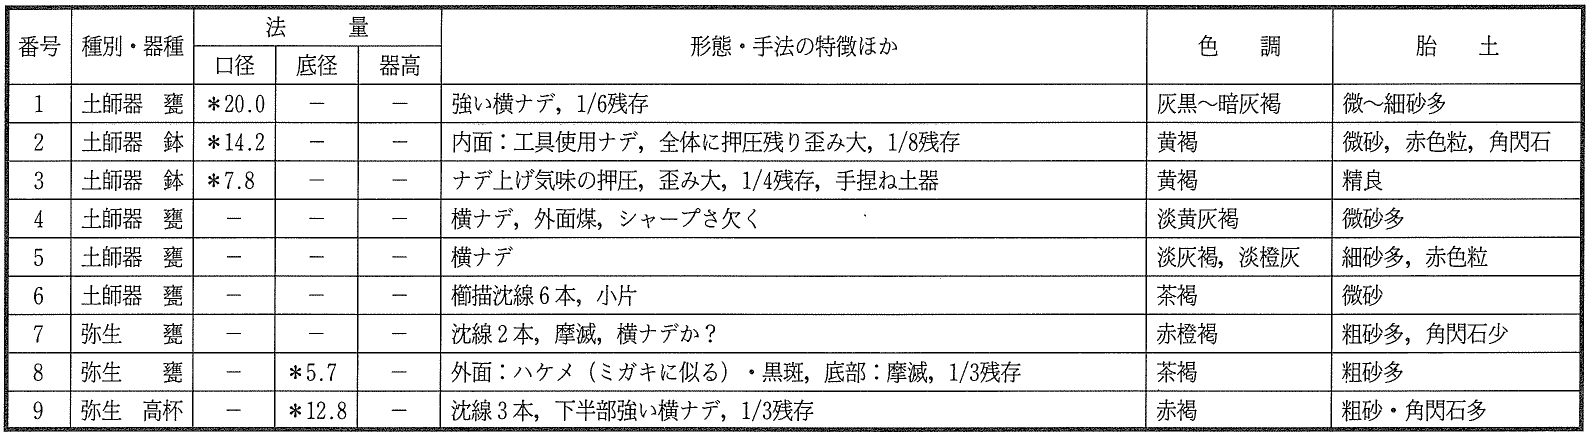 番号 種別・器種 法量 形態・手法の特徴ほか 色調 胎土
口径 底径 器高
1 土師器 甕 *20.0 － － 強い横ナデ，1/6残存 灰黒～暗灰褐 微～細砂多
2 土師器 鉢 *14.2 － － 内面：工具使用ナデ，全体に押圧残り歪み大，1/8残存 黄褐 微砂，赤色粒，角閃石
3 土師器 鉢 *7.8 － － ナデ上げ気味の押圧，歪み大，1/4残存，手捏ね土器 黄褐 精良
4 土師器 甕 － － － 横ナデ，外面煤，シャープさ欠く 淡黄灰褐 微砂多
5 土師器 甕 － － － 横ナデ 淡灰褐，淡橙灰 細砂多，赤色粒
6 土師器 甕 － － － 櫛描沈線6本，小片 茶褐 微砂
7 弥生 甕 － － － 沈線2本，摩滅，横ナデか？ 赤橙褐 粗砂多，角閃石少
8 弥生 甕 － *5.7 － 外面：ハケメ（ミガキに似る）・黒斑，底部：摩滅，1/3残存 茶褐 粗砂多
9 弥生 高杯 － *12.8 － 沈線3本，下半部強い横ナデ，1/3残存 赤褐 粗砂・角閃石多